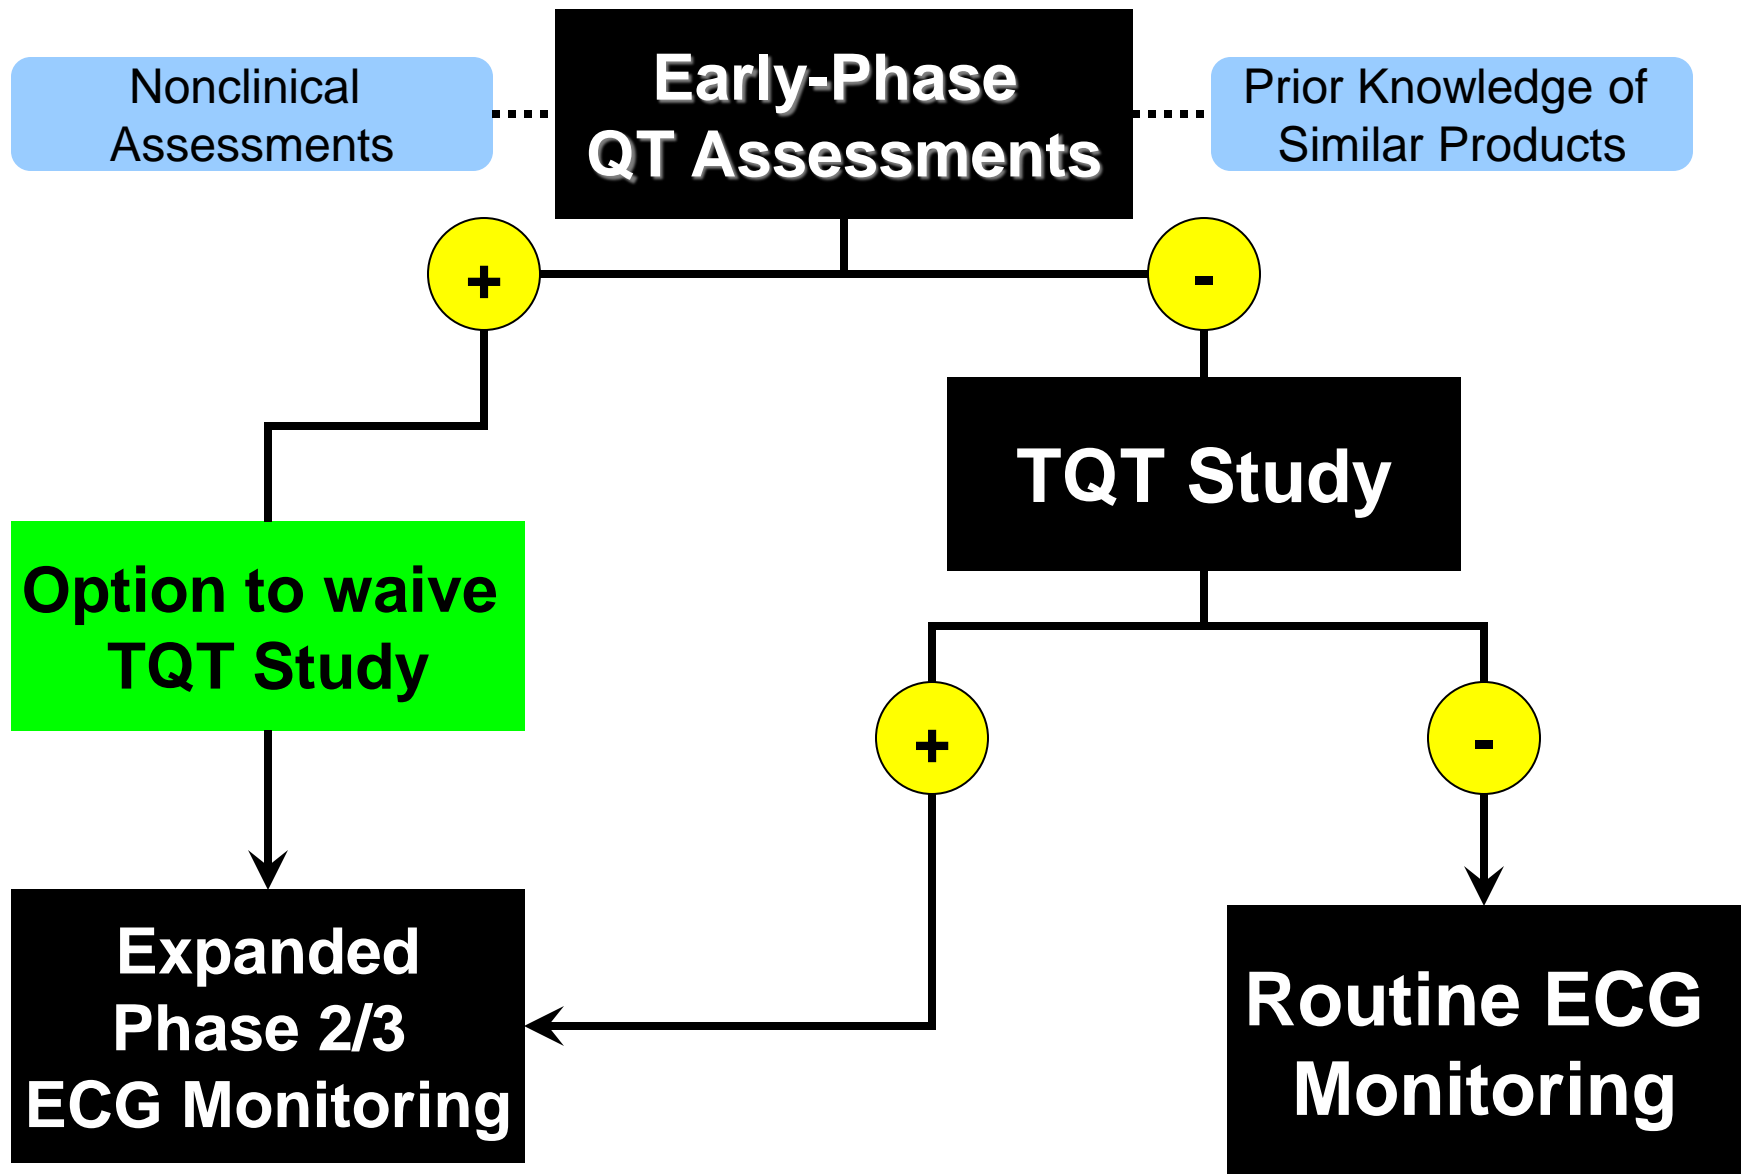 Nonclinical
Assessments
Early-Phase
QT Assessments
Prior Knowledge of
Similar Products
+
-
TQT Study
Option to waive
TQT Study
+
-
Expanded
Phase 2/3
ECG Monitoring
Routine ECG
Monitoring